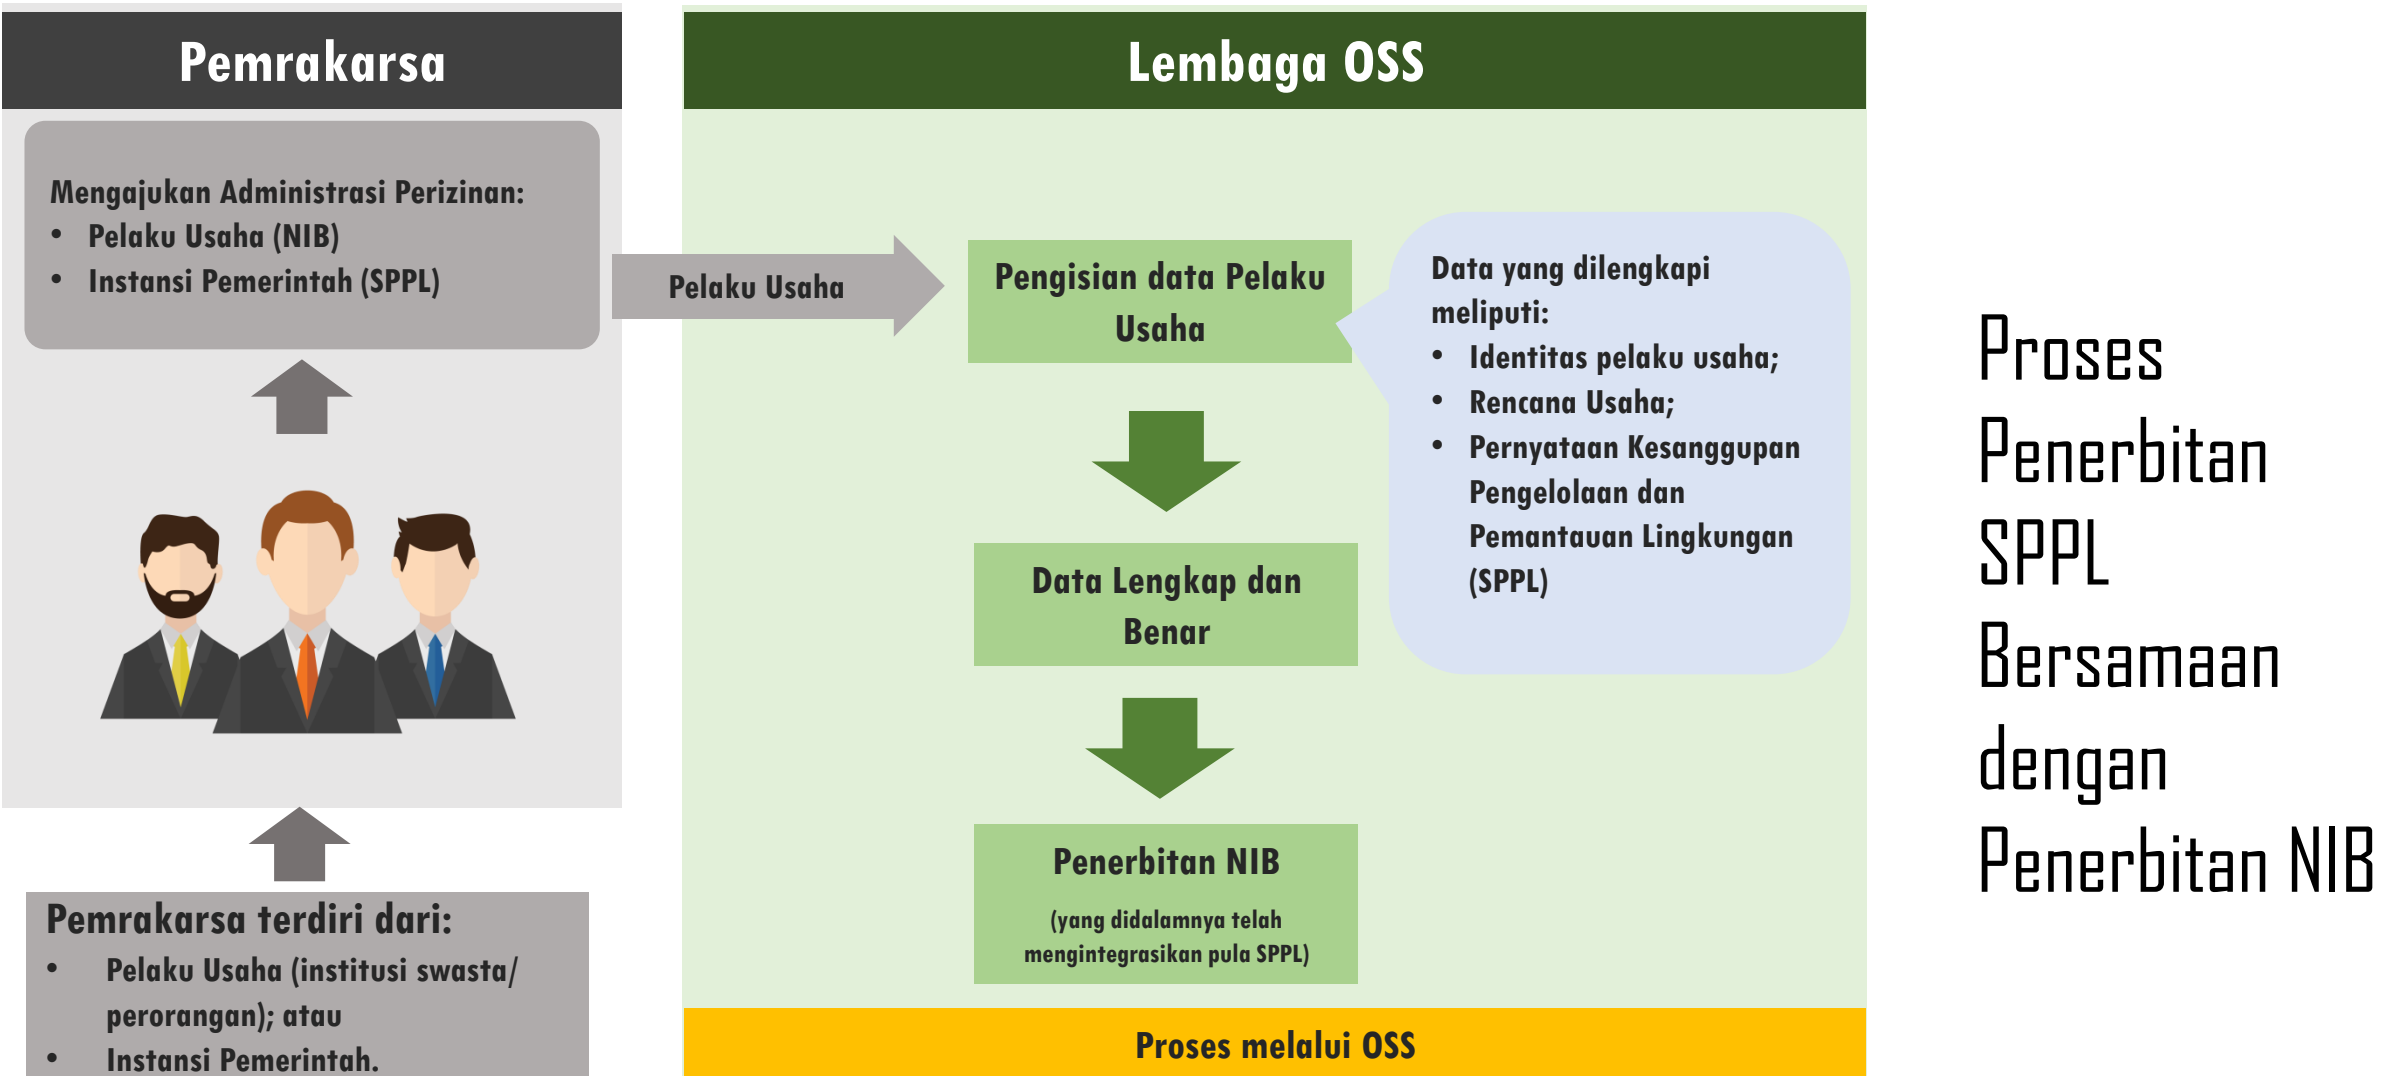 Pemrakarsa
Mengajukan Administrasi Perizinan:
• Pelaku Usaha (NIB)
• Instansi Pemerintah (SPPL)
Pemrakarsa terdiri dari:
• Pelaku Usaha (institusi swasta/
perorangan); atau
• Instansi Pemerintah.
Pelaku Usaha
Lembaga OSS
Pengisian data Pelaku
Usaha
Data yang dilengkapi
meliputi:
• Identitas pelaku usaha;
• Rencana Usaha;
• Pernyataan Kesanggupan
Pengelolaan dan
Pemantauan Lingkungan
(SPPL)
Data Lengkap dan
Benar
Penerbitan NIB
(yang didalamnya telah
mengintegrasikan pula SPPL)
Proses melalui OSS
Proses
Penerbitan
SPPL
Bersamaan
dengan
Penerbitan NIB